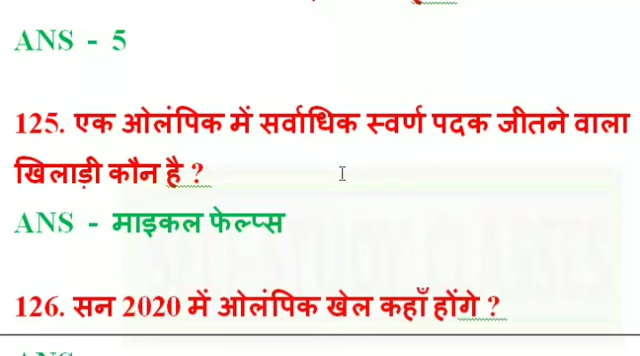 ANS - 5
125. एक ओलंपिक में सर्वाधिक स्वर्ण पदक जीतने वाला
खिलाड़ी कौन है ?
ANS - माइकल फेल्प्स
126. सन 2020 में ओलंपिक खेल कहाँ होंगे ?